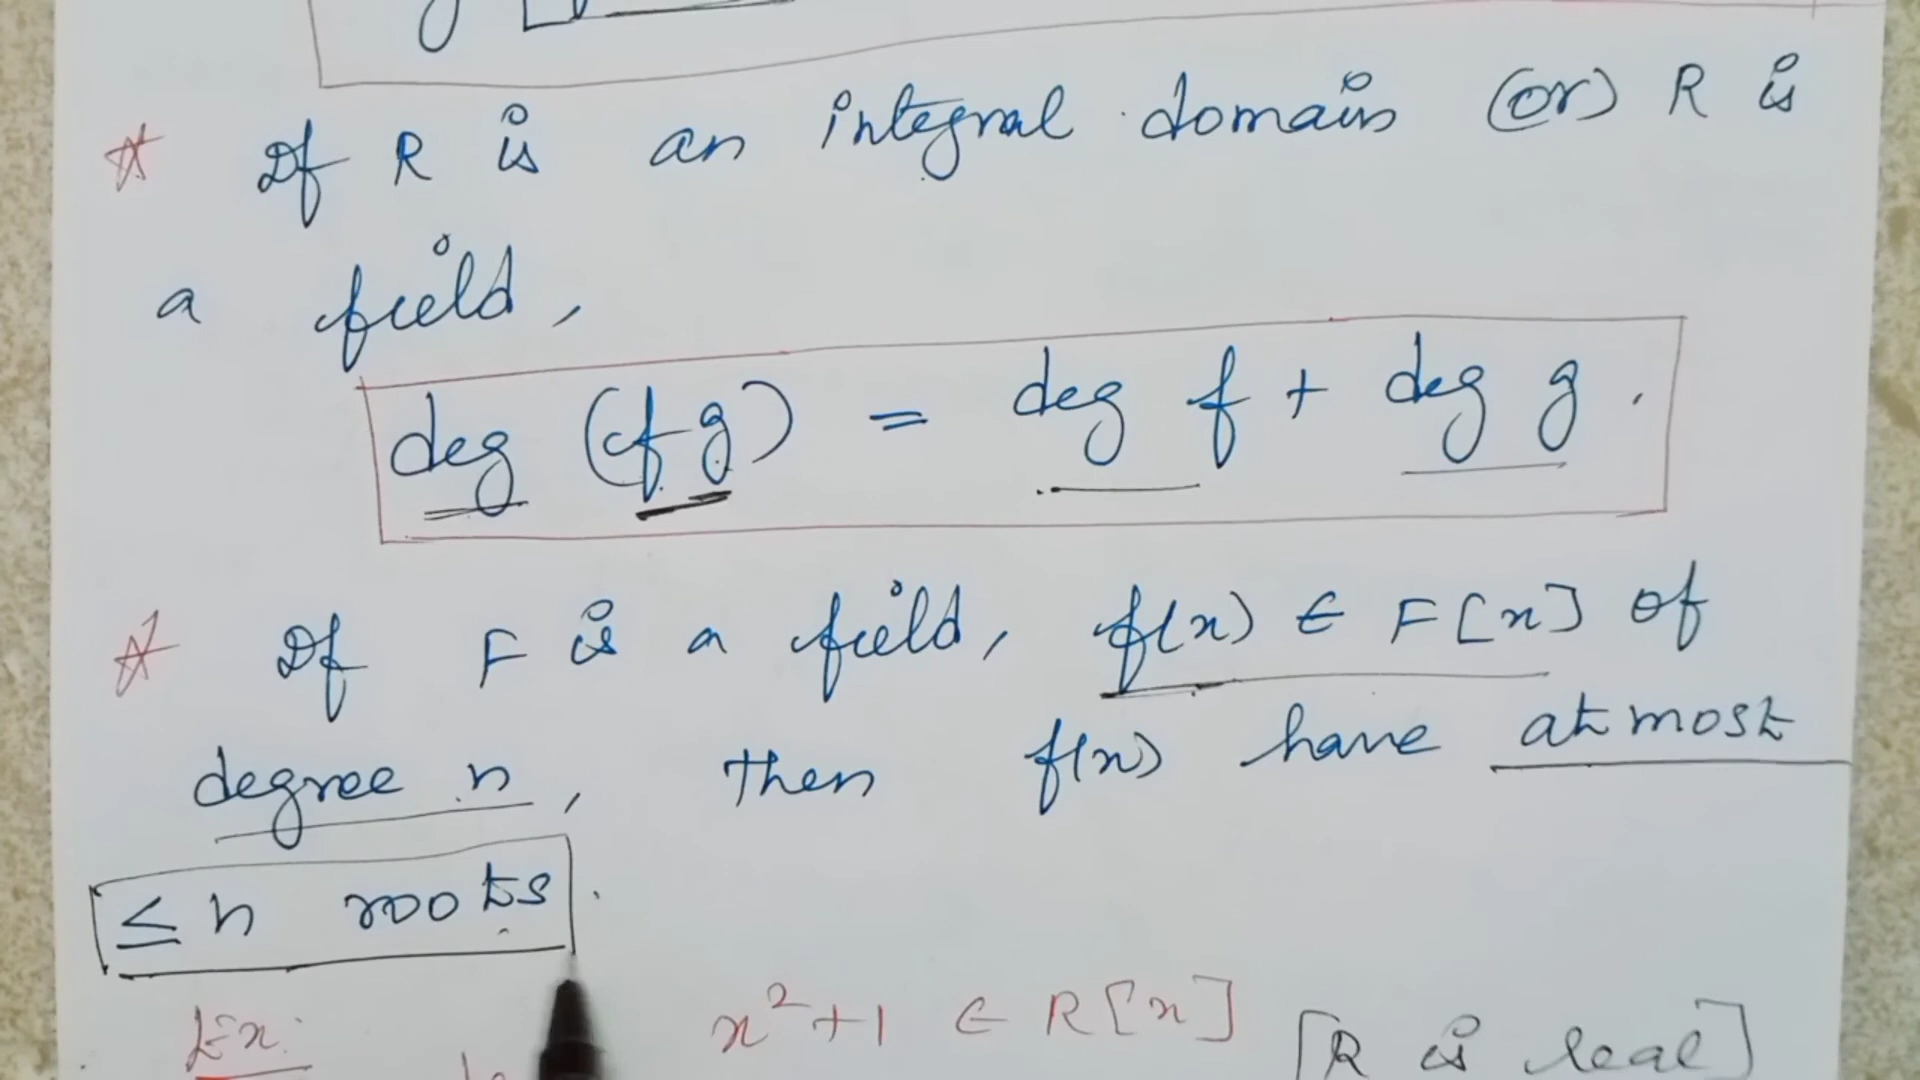 If R is an integral domain (or) R is
a field,
deg (fg) = deg f + deg g.
If F is a field, f(x) ∈ F[x] of
degree n, then f(x) have atmost
≤ n roots.
Ex: x²+1 ∈ R[x] [R is real]